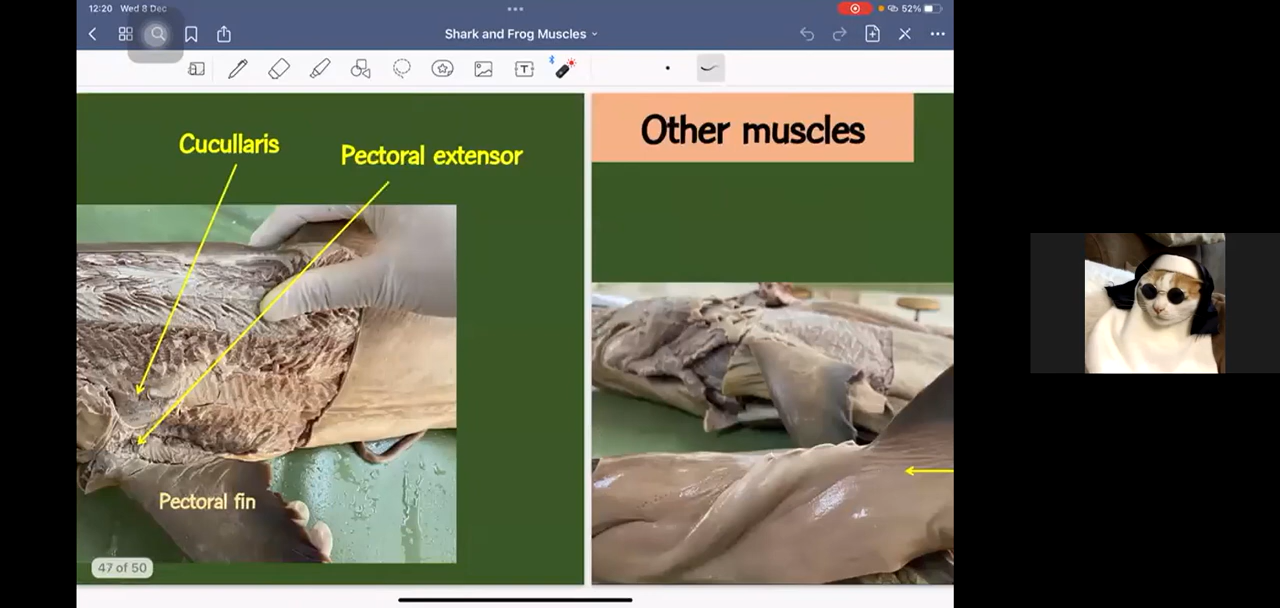 12:20 Wed 8 Dec
52%
Shark and Frog Muscles
T
Cucullaris
Pectoral extensor
Other muscles
Pectoral fin
47 of 50